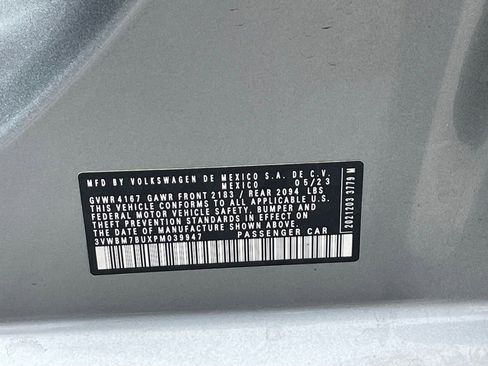 MFD BY VOLKSWAGEN DE MEXICO S.A. DE C.V.
MEXICO 05/23
GVWR 4167 GAWR FRONT 2183 / REAR 2094 LBS
THIS VEHICLE CONFORMS TO ALL APPLICABLE U.S.
FEDERAL MOTOR VEHICLE SAFETY, BUMPER AND
THEFT PREVENTION STANDARDS IN EFFECT ON
THE DATE OF MANUFACTURE SHOWN ABOVE.
3VWBM7BUXPM039947 PASSENGER CAR
2021203 3779 M